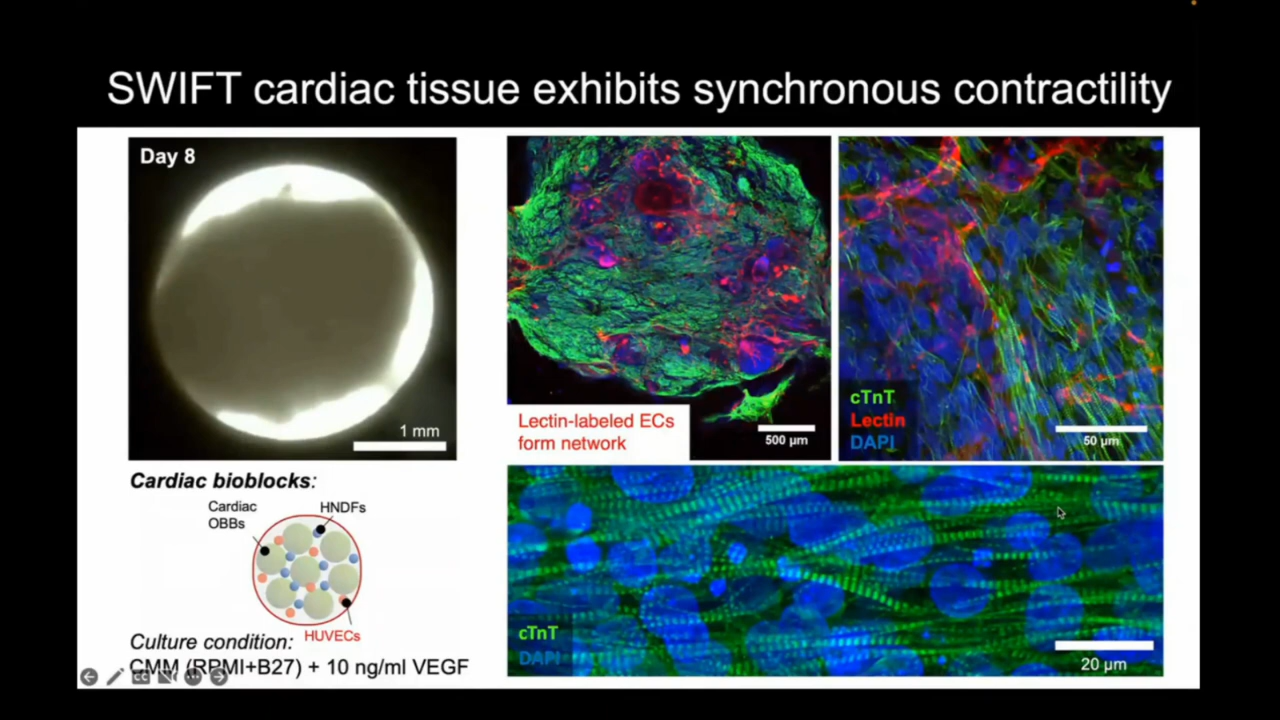 SWIFT cardiac tissue exhibits synchronous contractility
Day 8
1 mm
Cardiac bioblocks:
Cardiac
OBBs
HNDFs
HUVECs
Culture condition:
CMM (RPMI+B27) + 10 ng/ml VEGF
Lectin-labeled ECs
form network
500 µm
cTnT
Lectin
DAPI
50 µm
cTnT
DAPI
20 µm